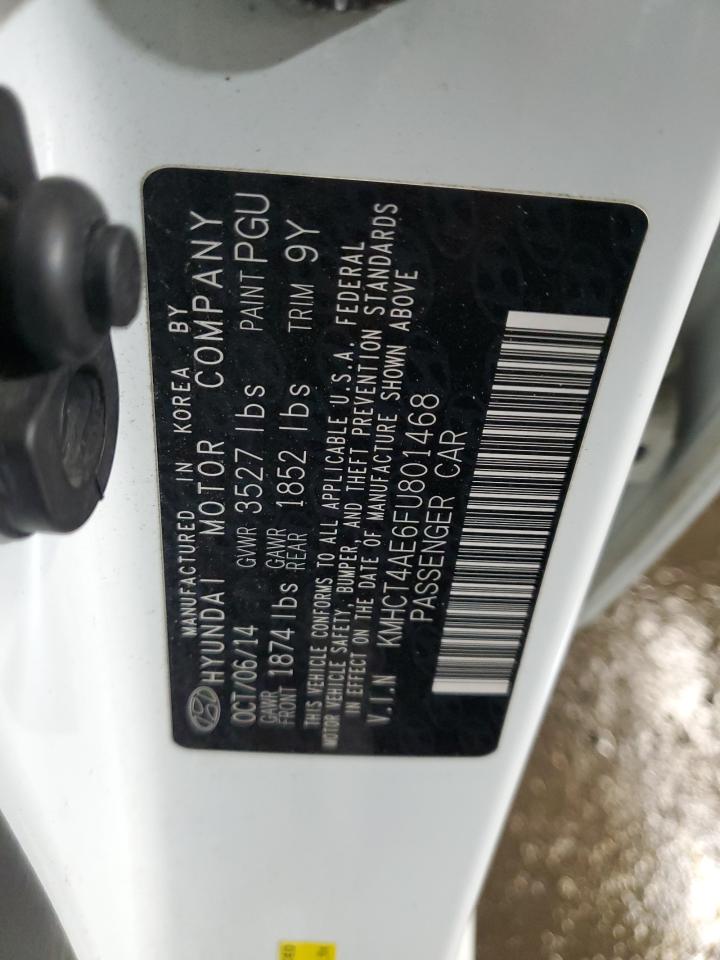 MANUFACTURED IN KOREA BY
HYUNDAI MOTOR COMPANY
OCT/06/14 GVWR 3527 lbs PAINT PGU
GAWR FRONT 1874 lbs GAWR REAR 1852 lbs TRIM 9Y
THIS VEHICLE CONFORMS TO ALL APPLICABLE U.S.A. FEDERAL
MOTOR VEHICLE SAFETY, BUMPER, AND THEFT PREVENTION STANDARDS
IN EFFECT ON THE DATE OF MANUFACTURE SHOWN ABOVE
V.I.N KMHCT4AE6FU801468
PASSENGER CAR